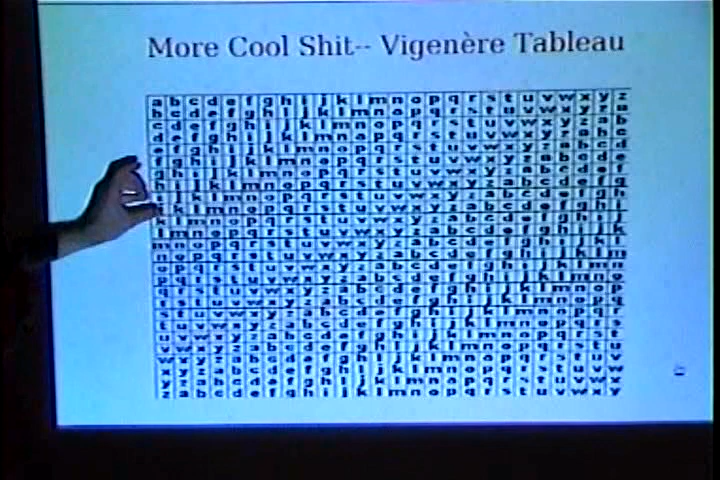 More Cool Shit-- Vigenère Tableau
a b c d e f g h i j k l m n o p q r s t u v w x y z
b c d e f g h i j k l m n o p q r s t u v w x y z a
c d e f g h i j k l m n o p q r s t u v w x y z a b
d e f g h i j k l m n o p q r s t u v w x y z a b c
e f g h i j k l m n o p q r s t u v w x y z a b c d
f g h i j k l m n o p q r s t u v w x y z a b c d e
g h i j k l m n o p q r s t u v w x y z a b c d e f
h i j k l m n o p q r s t u v w x y z a b c d e f g
i j k l m n o p q r s t u v w x y z a b c d e f g h
j k l m n o p q r s t u v w x y z a b c d e f g h i
k l m n o p q r s t u v w x y z a b c d e f g h i j
l m n o p q r s t u v w x y z a b c d e f g h i j k
m n o p q r s t u v w x y z a b c d e f g h i j k l
n o p q r s t u v w x y z a b c d e f g h i j k l m
o p q r s t u v w x y z a b c d e f g h i j k l m n
p q r s t u v w x y z a b c d e f g h i j k l m n o
q r s t u v w x y z a b c d e f g h i j k l m n o p
r s t u v w x y z a b c d e f g h i j k l m n o p q
s t u v w x y z a b c d e f g h i j k l m n o p q r
t u v w x y z a b c d e f g h i j k l m n o p q r s
u v w x y z a b c d e f g h i j k l m n o p q r s t
v w x y z a b c d e f g h i j k l m n o p q r s t u
w x y z a b c d e f g h i j k l m n o p q r s t u v
x y z a b c d e f g h i j k l m n o p q r s t u v w
y z a b c d e f g h i j k l m n o p q r s t u v w x
z a b c d e f g h i j k l m n o p q r s t u v w x y